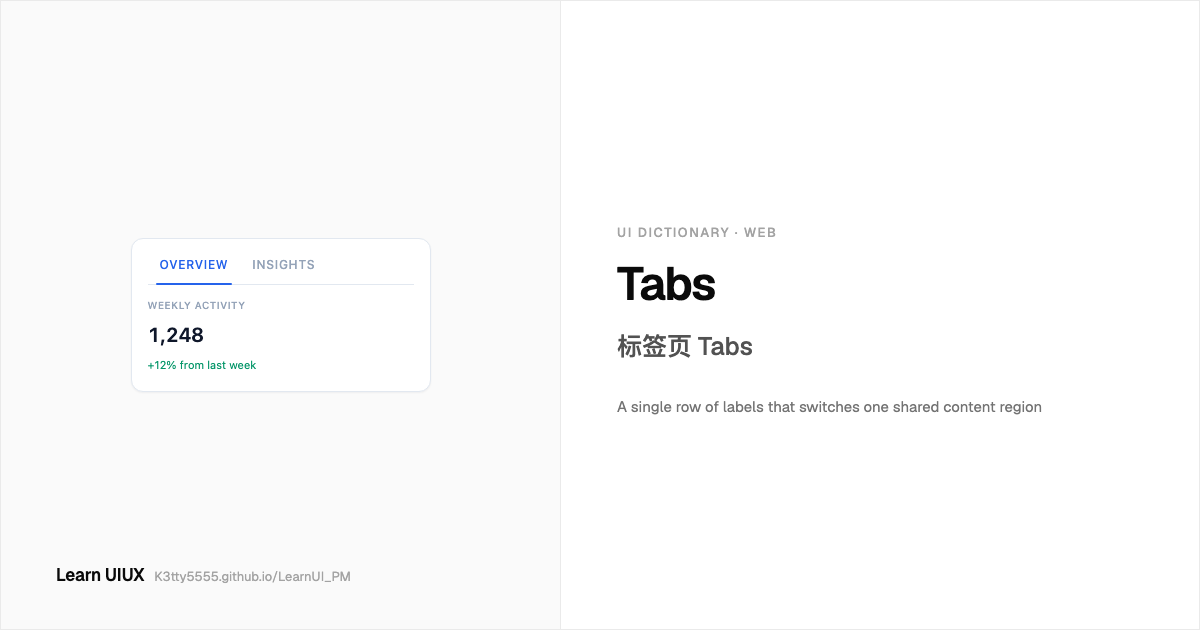 OVERVIEW INSIGHTS
WEEKLY ACTIVITY
1,248
+12% from last week
Learn UIUX K3tty5555.github.io/LearnUI_PM
UI DICTIONARY · WEB
Tabs
标签页 Tabs
A single row of labels that switches one shared content region